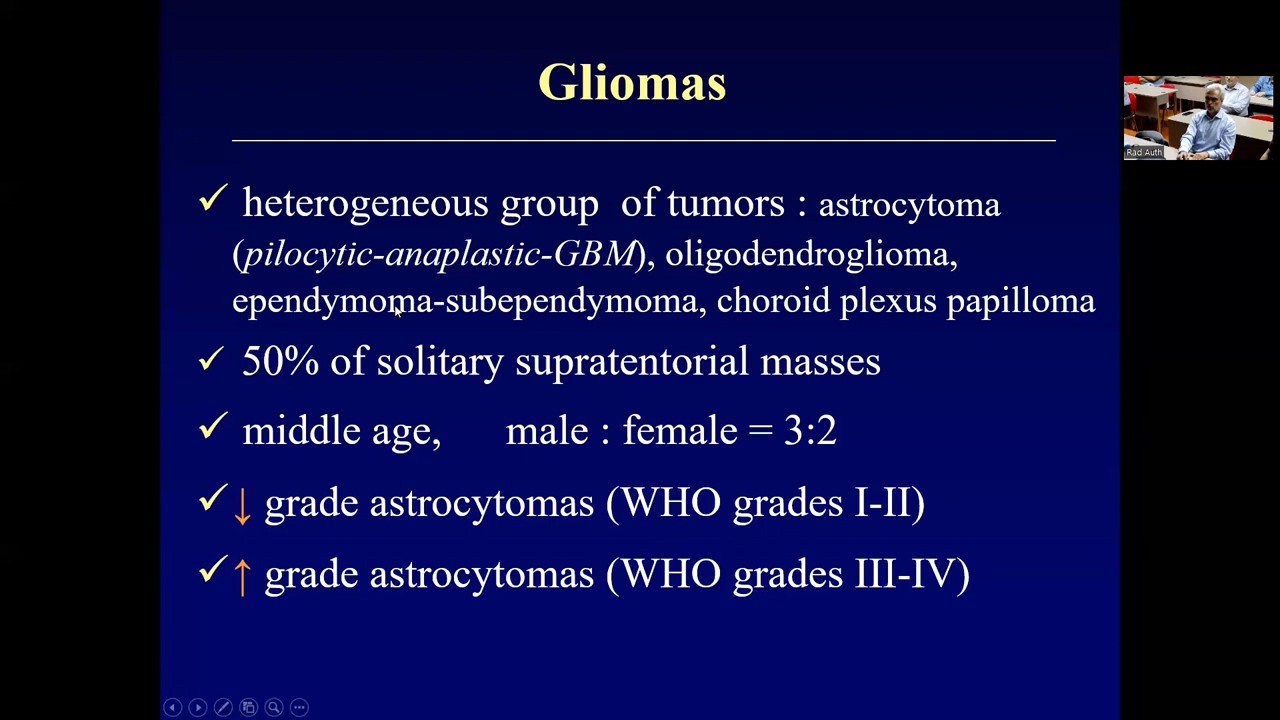 Gliomas
✓ heterogeneous group of tumors : astrocytoma
(pilocytic-anaplastic-GBM), oligodendroglioma,
ependymoma-subependymoma, choroid plexus papilloma
✓ 50% of solitary supratentorial masses
✓ middle age, male : female = 3:2
✓ ↓ grade astrocytomas (WHO grades I-II)
✓ ↑ grade astrocytomas (WHO grades III-IV)
Rad Auth